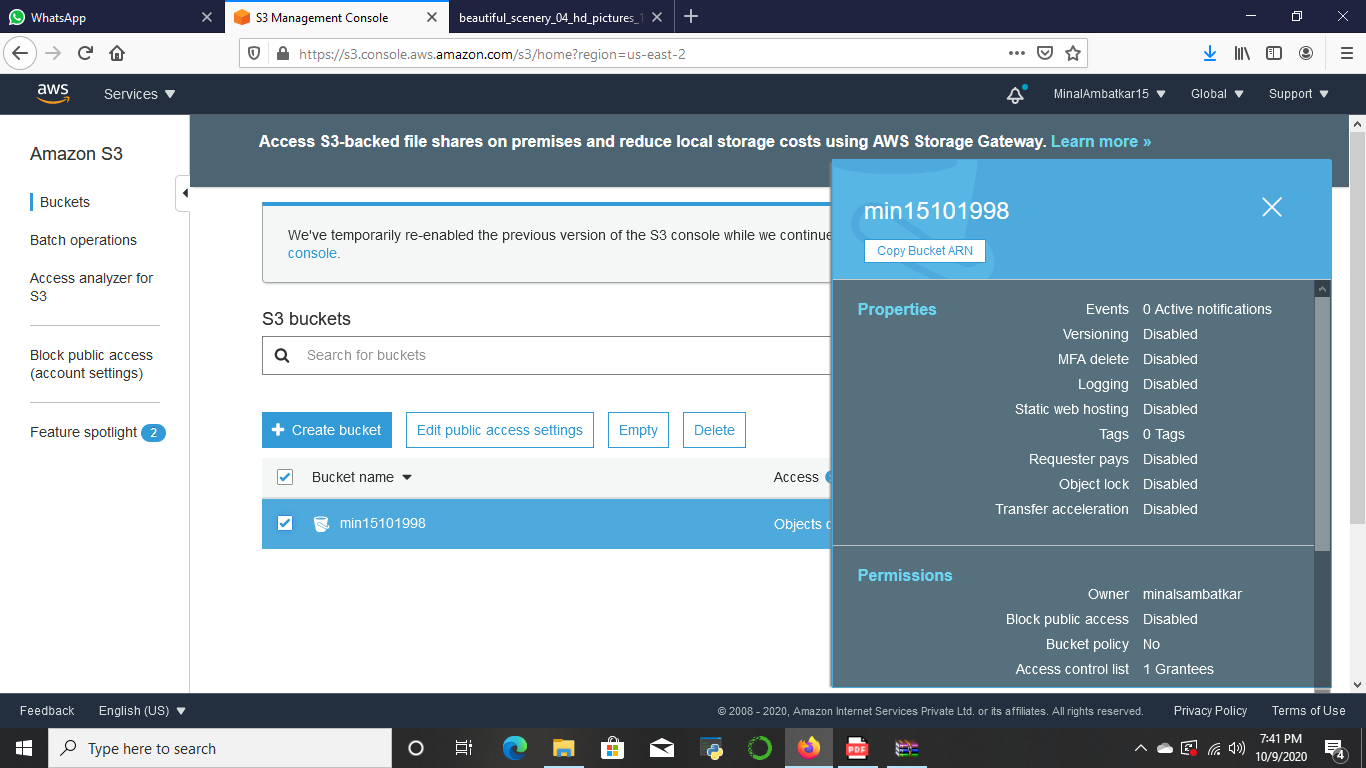 WhatsApp
S3 Management Console
beautiful_scenery_04_hd_pictures_
https://s3.console.aws.amazon.com/s3/home?region=us-east-2
aws
Services
MinalAmbatkar15
Global
Support
Amazon S3
Buckets
Batch operations
Access analyzer for
S3
Block public access
(account settings)
Feature spotlight 2
Access S3-backed file shares on premises and reduce local storage costs using AWS Storage Gateway. Learn more »
We've temporarily re-enabled the previous version of the S3 console while we continue
console.
S3 buckets
Search for buckets
Create bucket
Edit public access settings
Empty
Delete
Bucket name
Access
min15101998
Objects
min15101998
Copy Bucket ARN
Properties
Events 0 Active notifications
Versioning Disabled
MFA delete Disabled
Logging Disabled
Static web hosting Disabled
Tags 0 Tags
Requester pays Disabled
Object lock Disabled
Transfer acceleration Disabled
Permissions
Owner minalsambatkar
Block public access Disabled
Bucket policy No
Access control list 1 Grantees
Feedback
English (US)
© 2008 - 2020, Amazon Internet Services Private Ltd. or its affiliates. All rights reserved.
Privacy Policy
Terms of Use
Type here to search
PDF
7:41 PM
10/9/2020
4